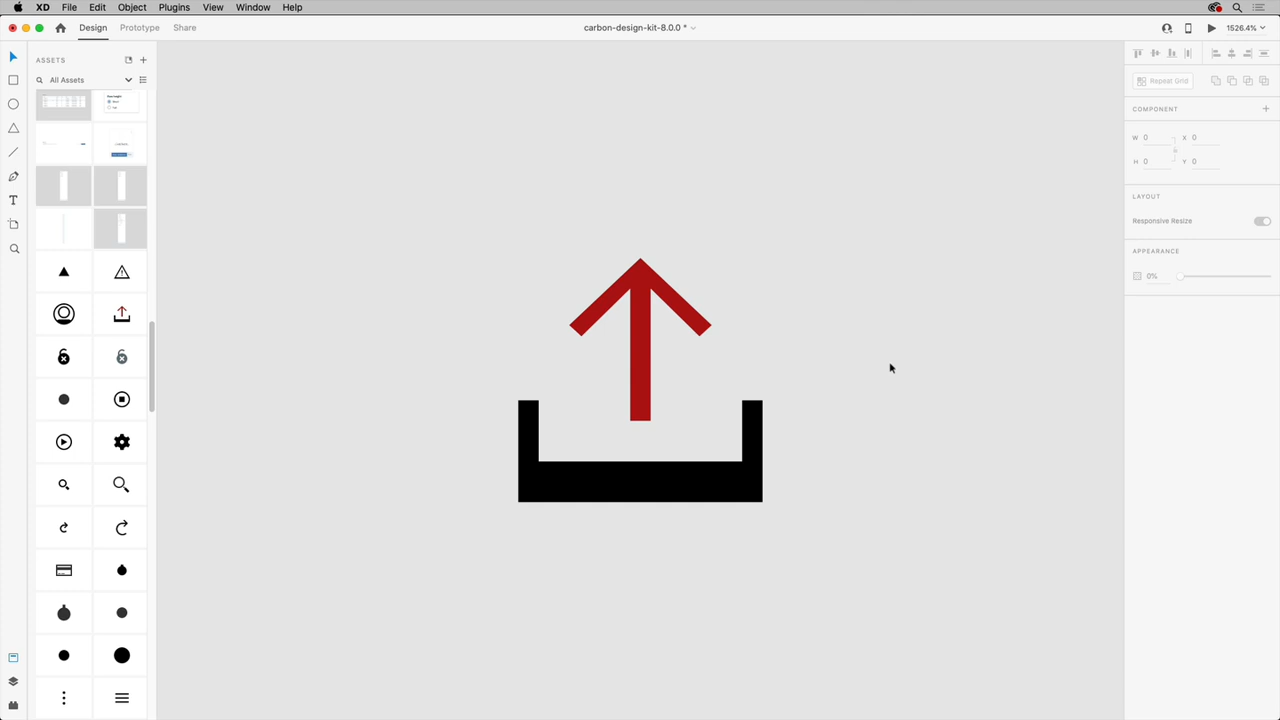 XD File Edit Object Plugins View Window Help
Design Prototype Share
carbon-design-kit-8.0.0 *
1526.4%
ASSETS
All Assets
Repeat Grid
COMPONENT
W 0 X 0
H 0 Y 0
LAYOUT
Responsive Resize
APPEARANCE
0%